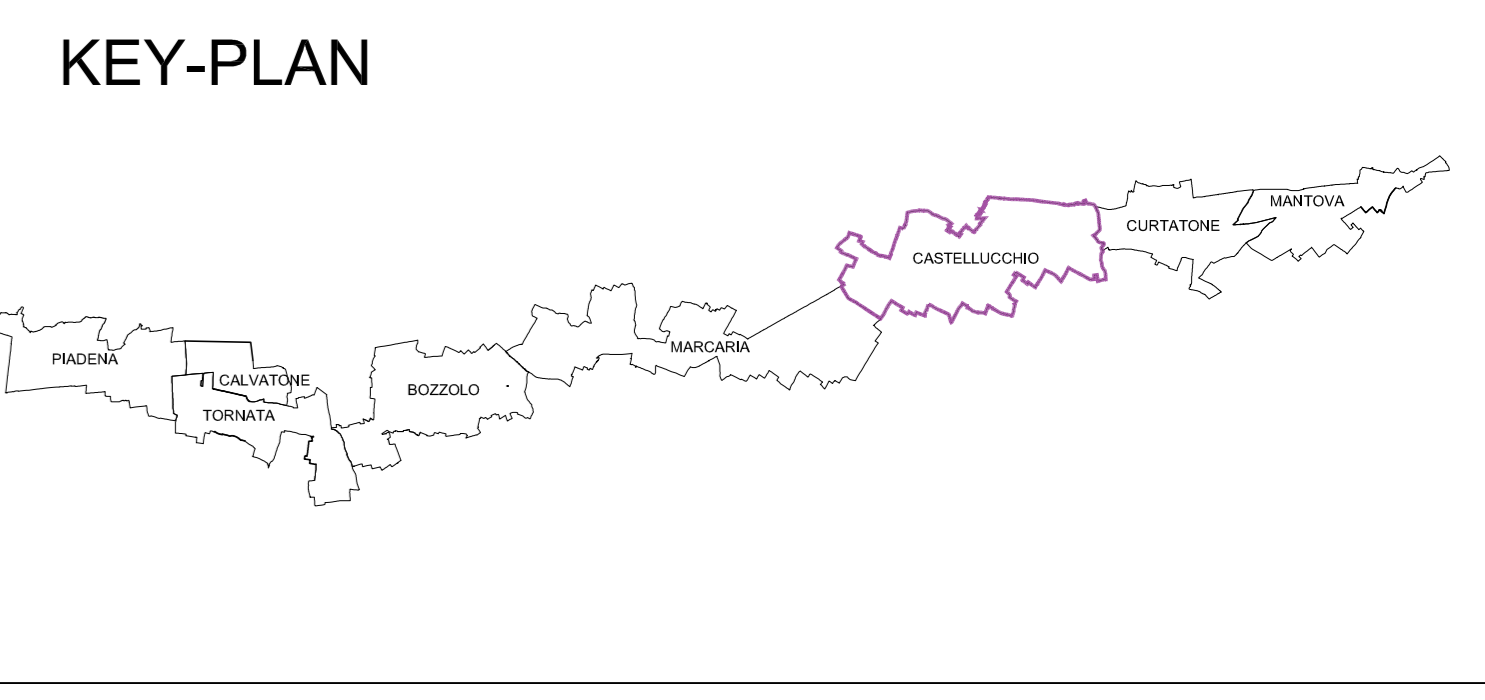 KEY-PLAN
PIADENA
CALVATONE
TORNATA
BOZZOLO
MARCARIA
CASTELLUCCHIO
CURTATONE
MANTOVA